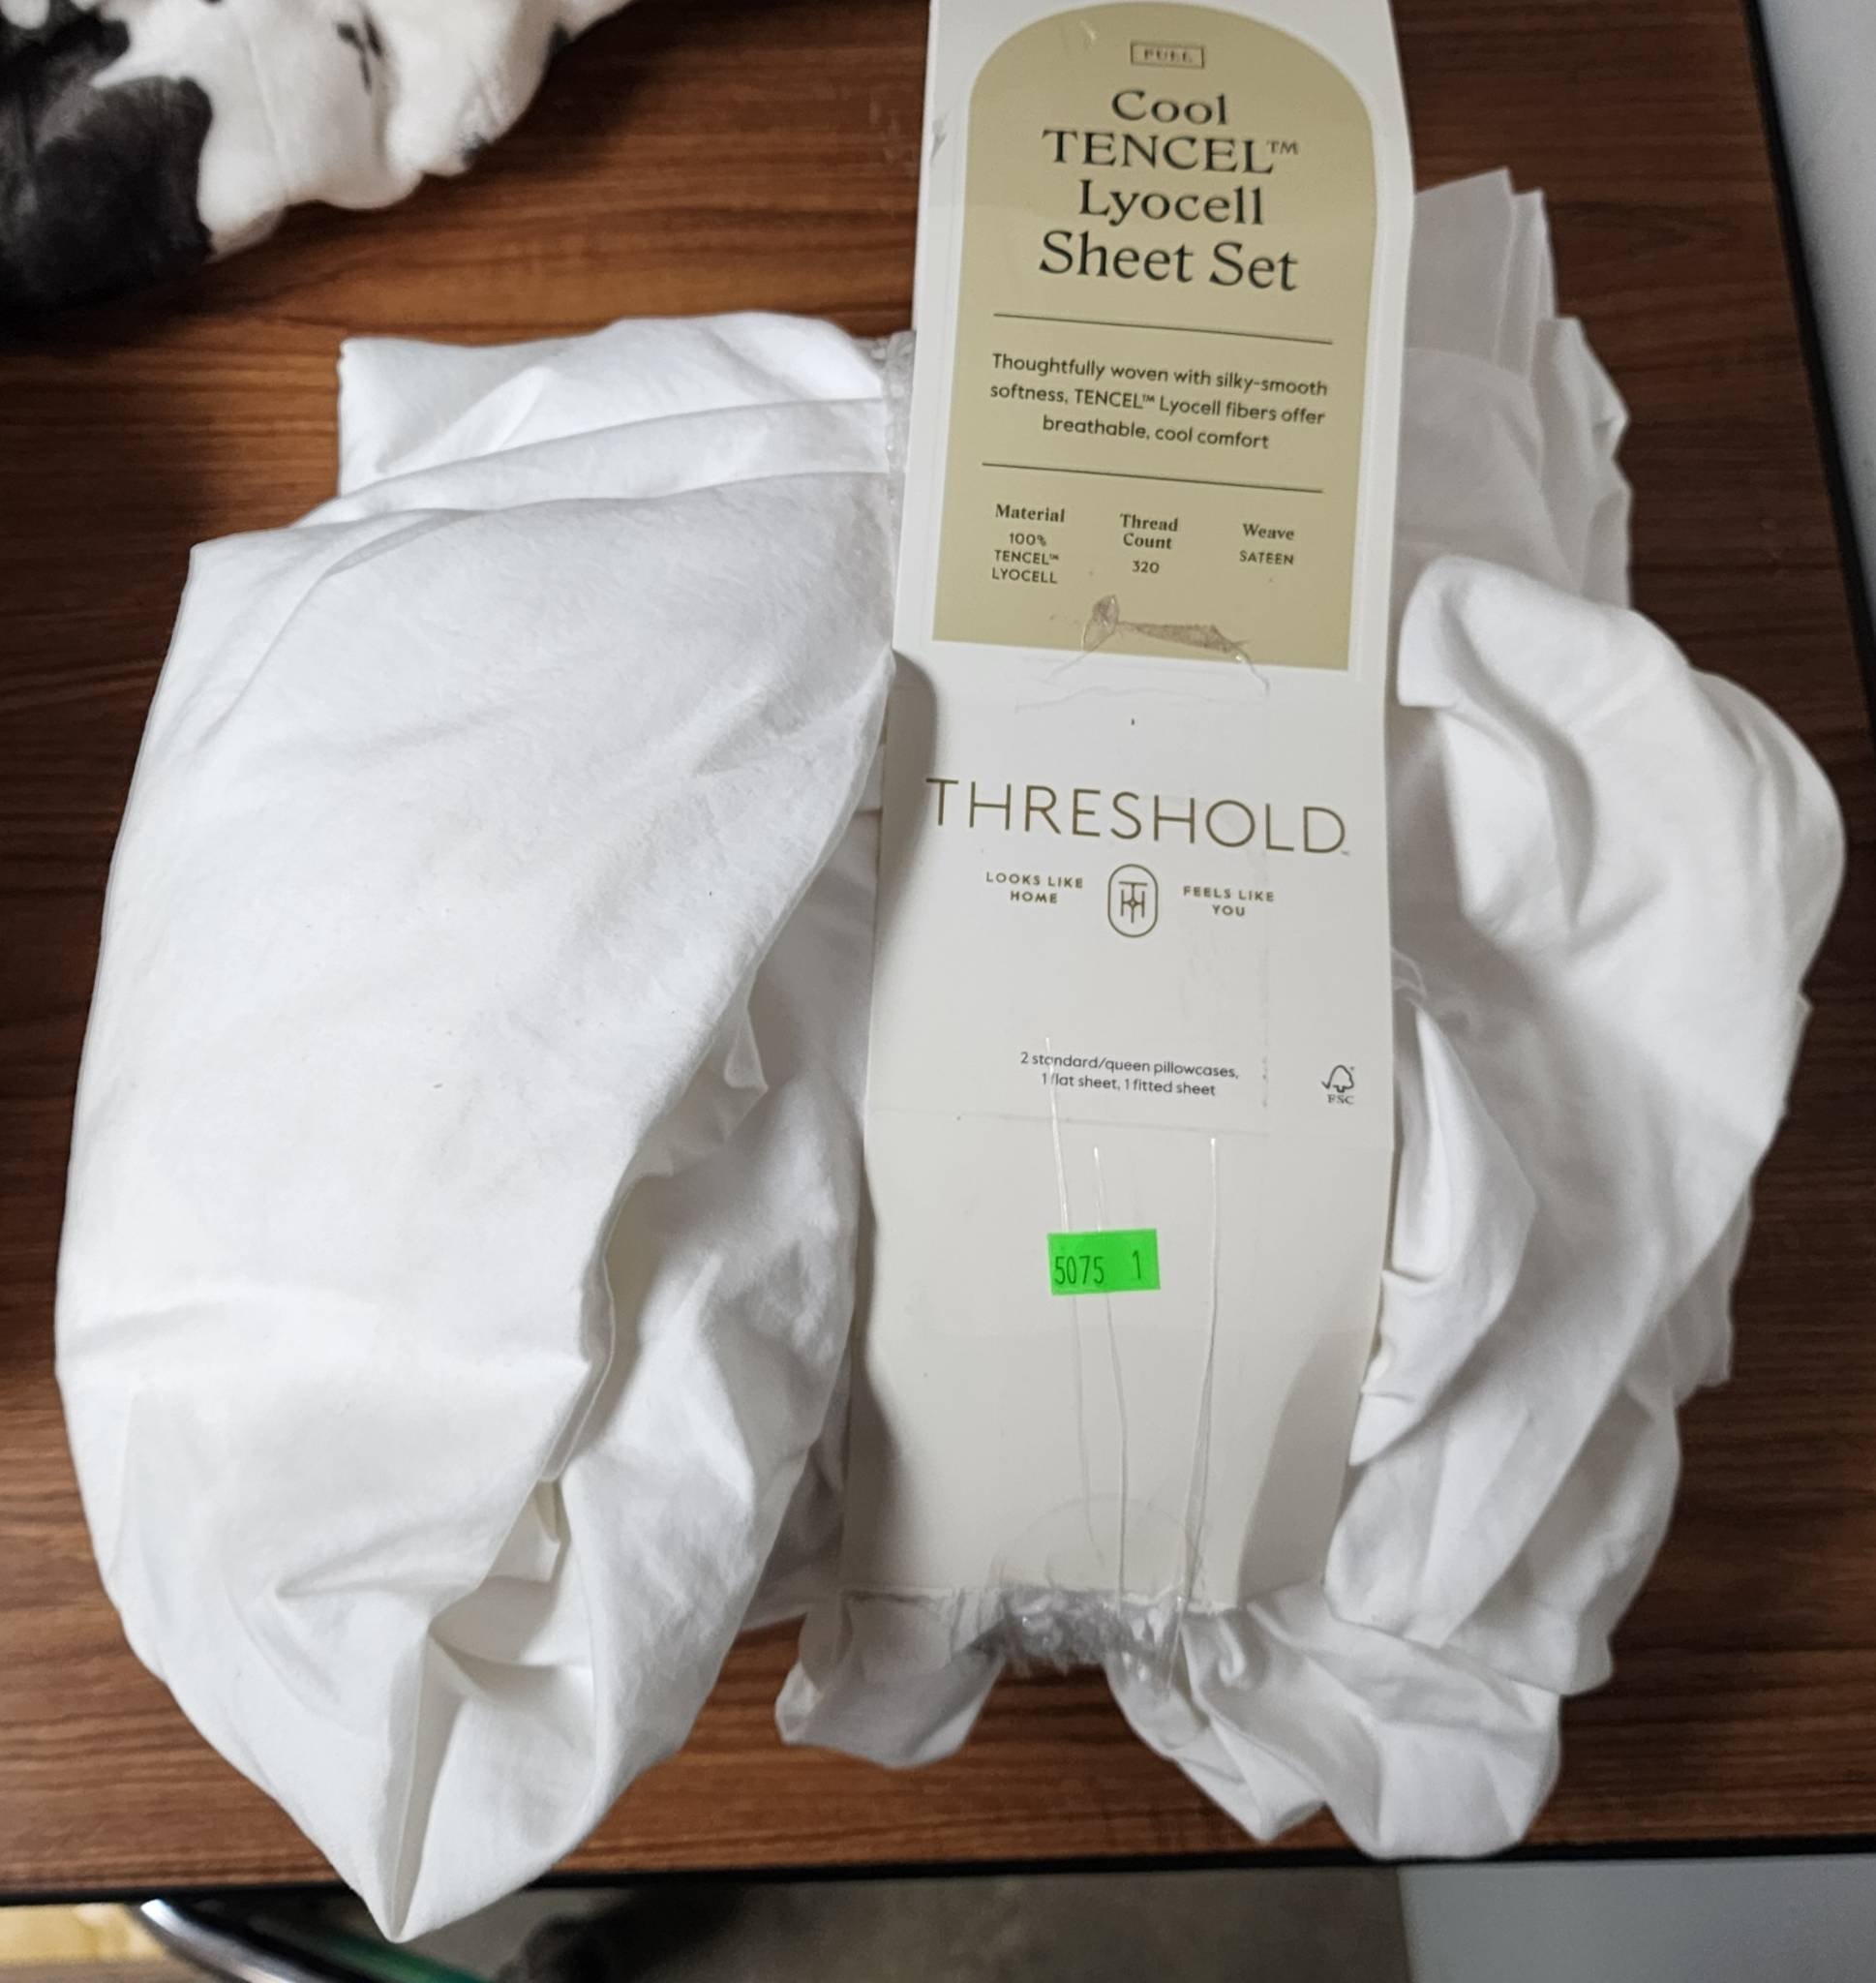 FULL
Cool
TENCEL™
Lyocell
Sheet Set
Thoughtfully woven with silky-smooth
softness, TENCEL™ Lyocell fibers offer
breathable, cool comfort
Material
100%
TENCEL™
LYOCELL
Thread
Count
320
Weave
SATEEN
THRESHOLD™
LOOKS LIKE
HOME
FEELS LIKE
YOU
2 standard/queen pillowcases,
1 flat sheet, 1 fitted sheet
FSC
5075 1